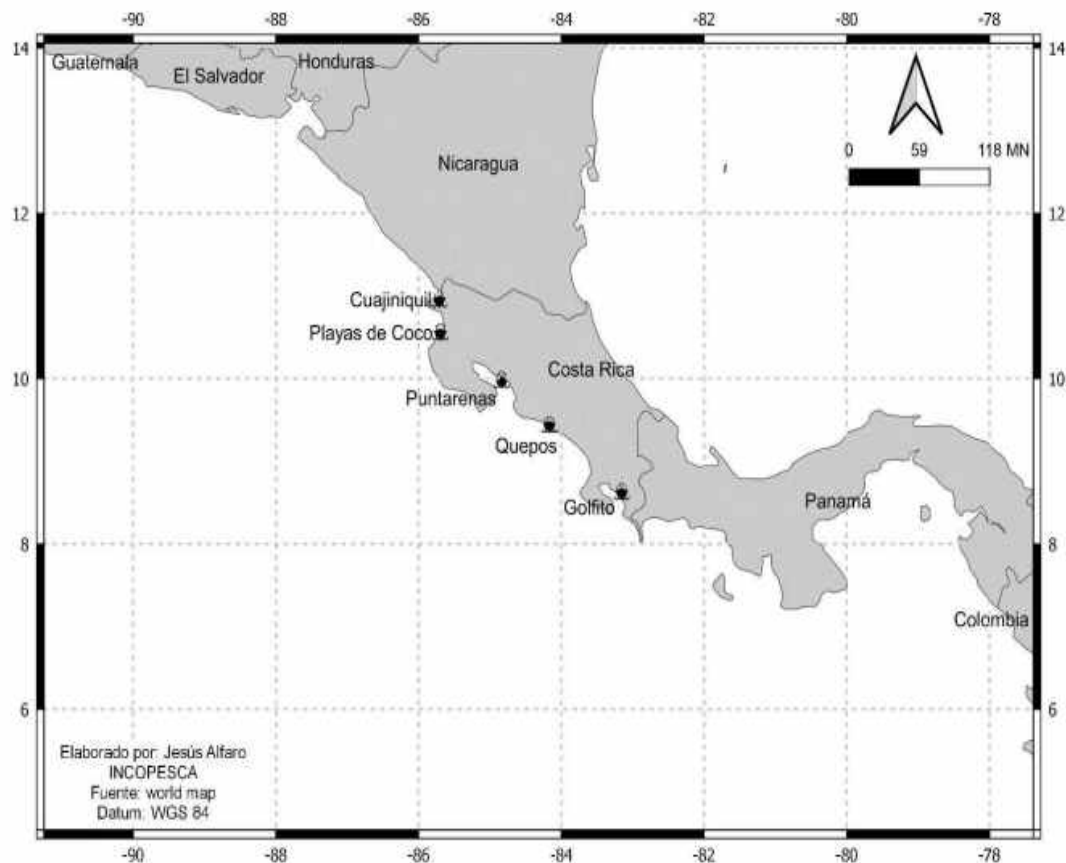 -90 -88 -86 -84 -82 -80 -78
14 14
Guatemala
El Salvador
Honduras
0 59 118 MN
Nicaragua
12 12
Cuajiniquil
Playas de Coco
10 10
Costa Rica
Puntarenas
Quepos
Golfito
Panamá
8 8
Colombia
6 6
Elaborado por: Jesús Alfaro
INCOPESCA
Fuente: world map
Datum: WGS 84
-90 -88 -86 -84 -82 -80 -78